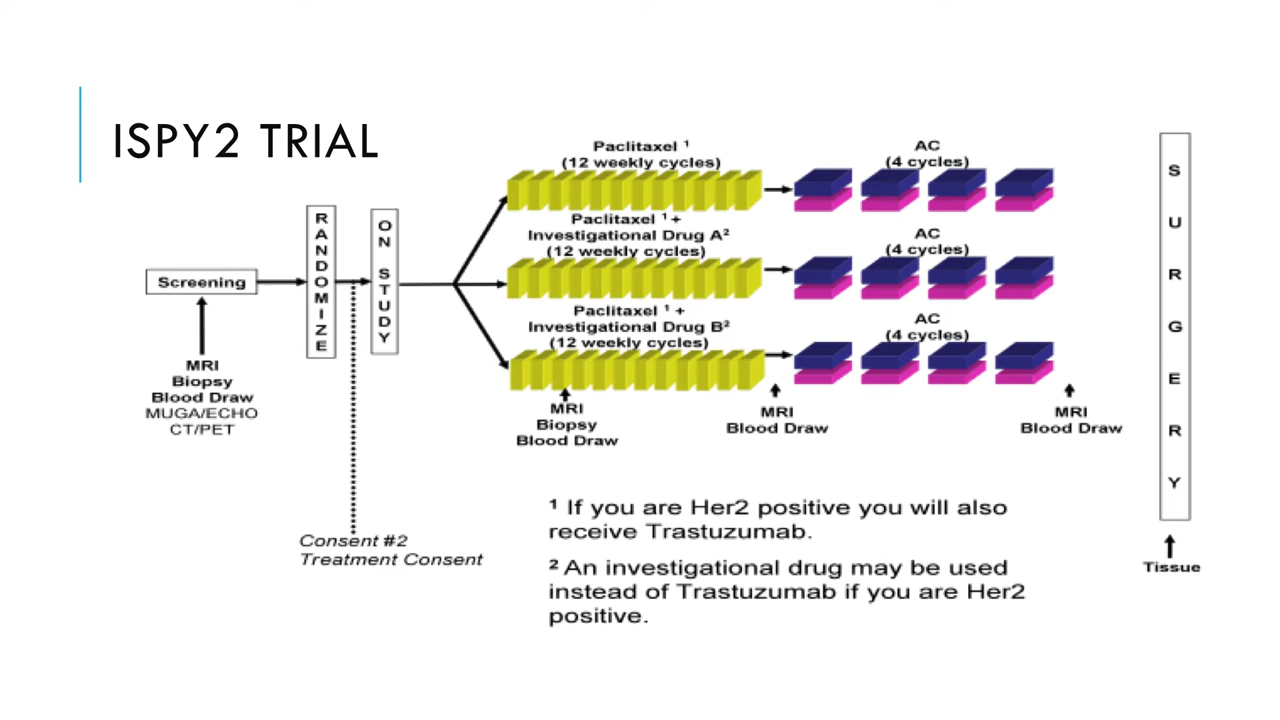 ISPY2 TRIAL
Screening
MRI
Biopsy
Blood Draw
MUGA/ECHO
CT/PET
RANDOMIZE
Consent #2
Treatment Consent
ON STUDY
Paclitaxel ¹
(12 weekly cycles)
AC
(4 cycles)
Paclitaxel ¹ +
Investigational Drug A²
(12 weekly cycles)
AC
(4 cycles)
Paclitaxel ¹ +
Investigational Drug B²
(12 weekly cycles)
AC
(4 cycles)
MRI
Biopsy
Blood Draw
MRI
Blood Draw
MRI
Blood Draw
SURGERY
Tissue
¹ If you are Her2 positive you will also
receive Trastuzumab.
² An investigational drug may be used
instead of Trastuzumab if you are Her2
positive.